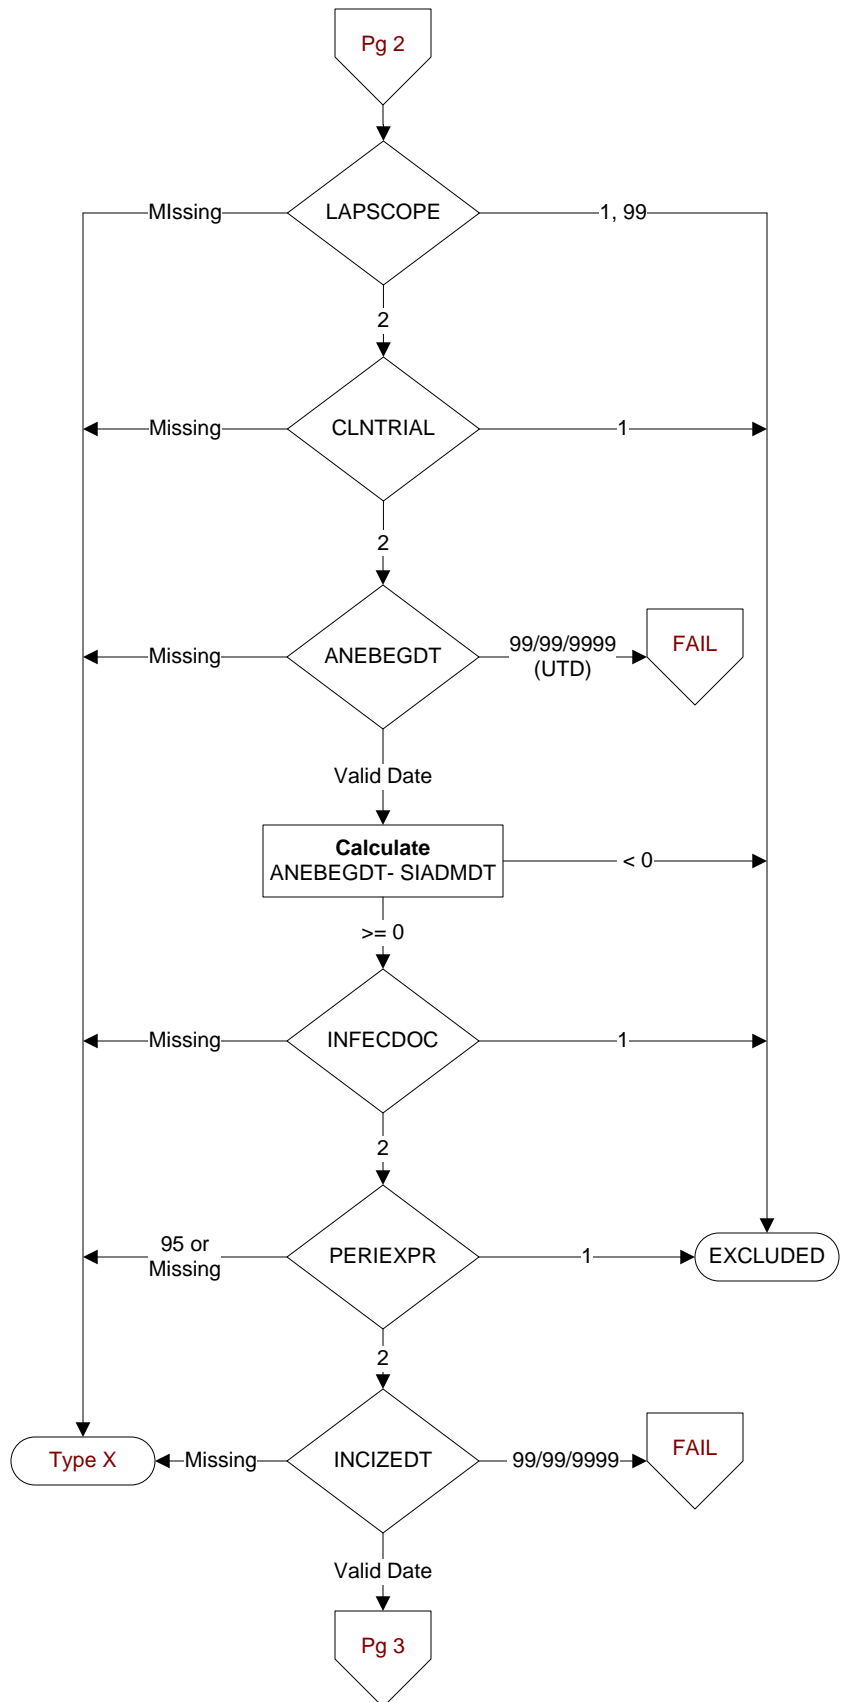 Pg 2
MIssing
LAPSCOPE
1, 99
2
Missing
CLNTRIAL
1
2
Missing
ANEBEGDT
99/99/9999
(UTD)
FAIL
Valid Date
Calculate
ANEBEGDT- SIADMDT
< 0
>= 0
Missing
INFECDOC
1
2
95 or
Missing
PERIEXPR
1
EXCLUDED
2
Type X
Missing
INCIZEDT
99/99/9999
FAIL
Valid Date
Pg 3